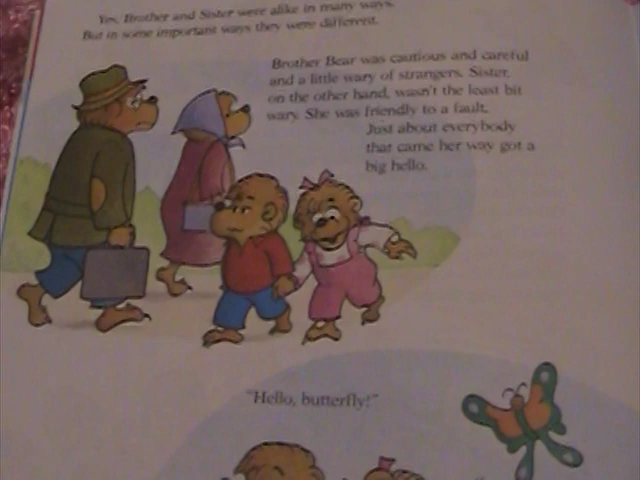 Yes, Brother and Sister were alike in many ways.
But in some important ways they were different.
Brother Bear was cautious and careful
and a little wary of strangers. Sister,
on the other hand, wasn't the least bit
wary. She was friendly to a fault.
Just about everybody
that came her way got a
big hello.
"Hello, butterfly!"